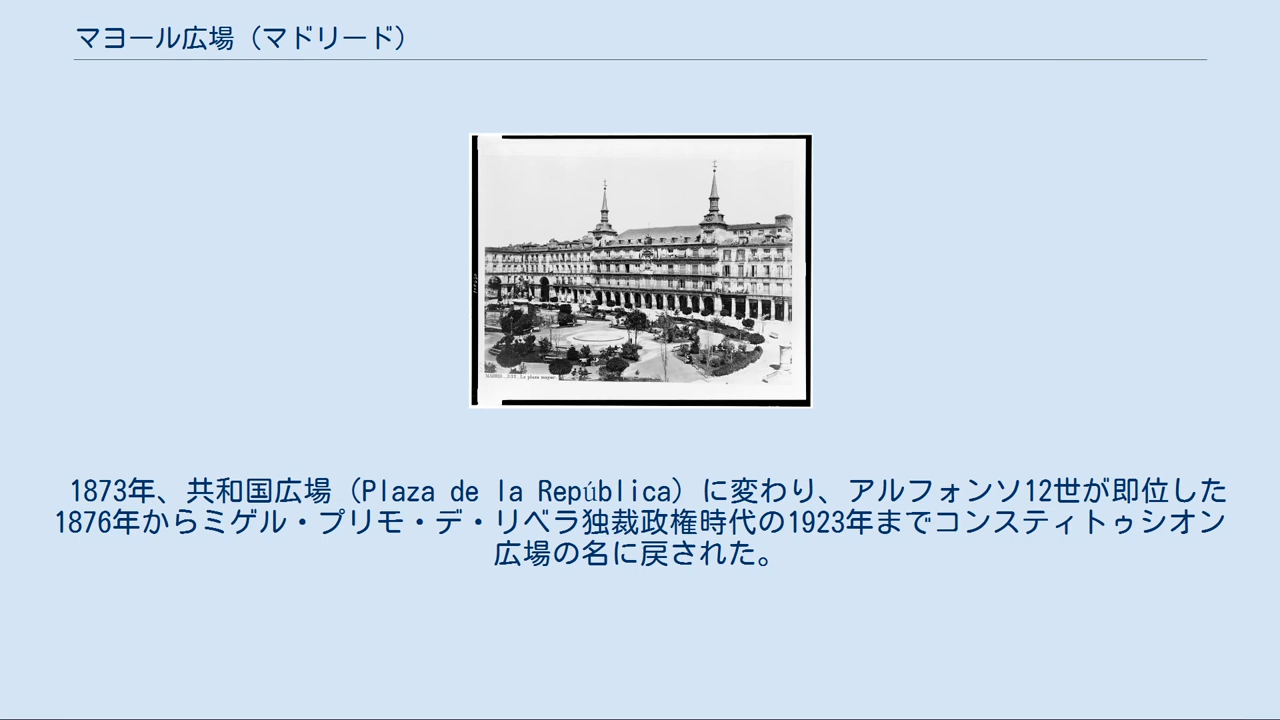 マヨール広場（マドリード）
MADRID. La plaza mayor.
1873年、共和国広場（Plaza de la República）に変わり、アルフォンソ12世が即位した
1876年からミゲル・プリモ・デ・リベラ独裁政権時代の1923年までコンスティトゥシオン
広場の名に戻された。